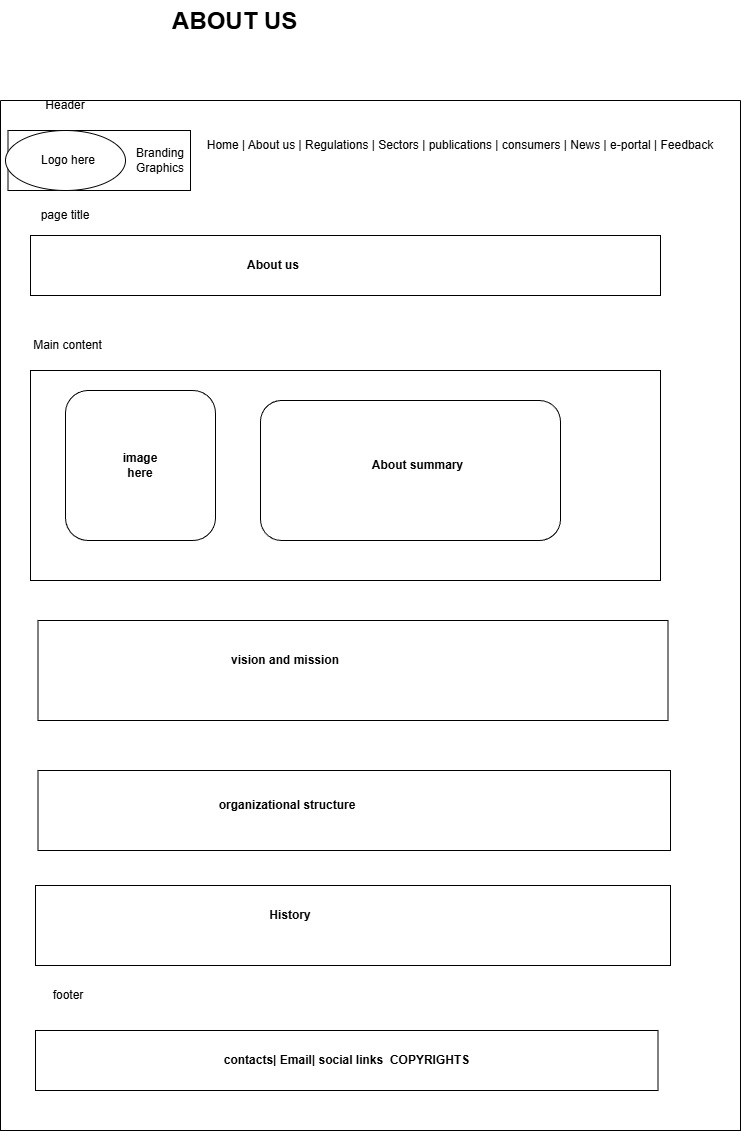 ABOUT US
Header
Logo here
Branding
Graphics
Home | About us | Regulations | Sectors | publications | consumers | News | e-portal | Feedback
page title
About us
Main content
image
here
About summary
vision and mission
organizational structure
History
footer
contacts| Email| social links  COPYRIGHTS